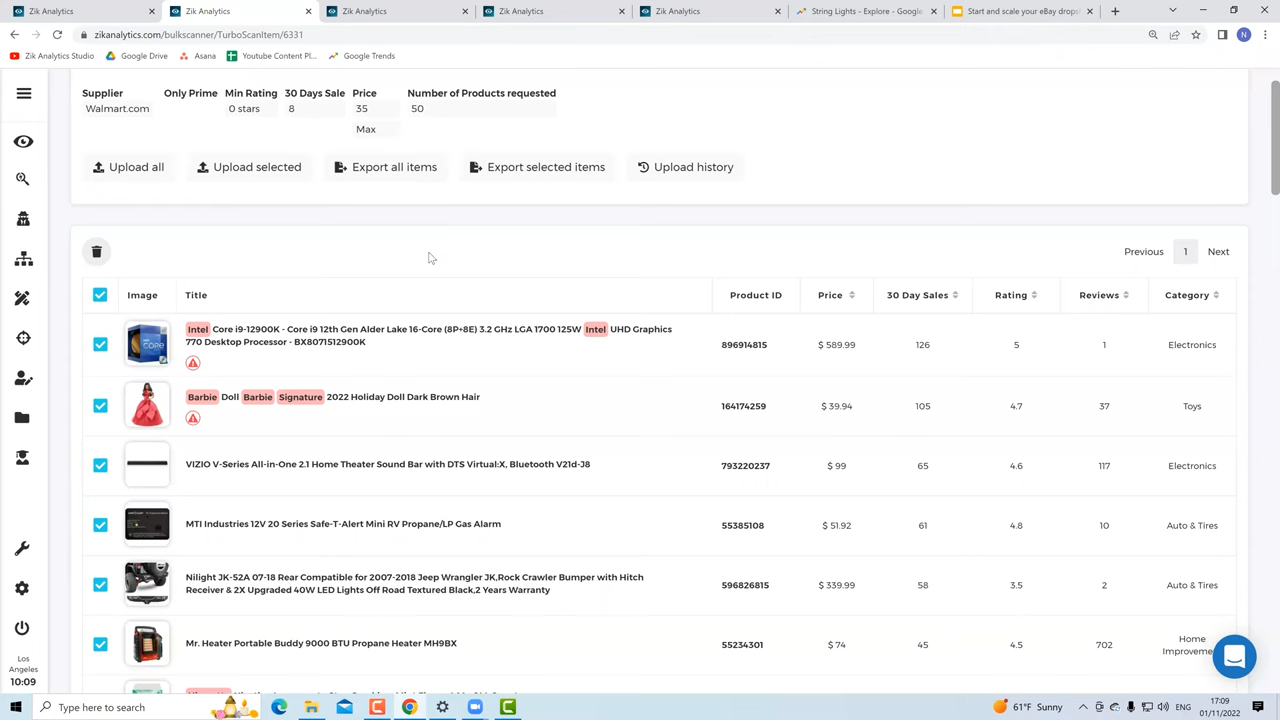 Zik Analytics
Zik Analytics
Zik Analytics
Zik Analytics
Zik Analytics
String Lights - Explore - Google
Start and scale your eBay drops
zikanalytics.com/bulkscanner/TurboScanItem/6331
N
Zik Analytics Studio
Google Drive
Asana
Youtube Content Pl...
Google Trends
Supplier Only Prime Min Rating 30 Days Sale Price Number of Products requested
Walmart.com 0 stars 8 35 50
Max
Upload all Upload selected Export all items Export selected items Upload history
Previous 1 Next
Image Title Product ID Price 30 Day Sales Rating Reviews Category
Intel Core i9-12900K - Core i9 12th Gen Alder Lake 16-Core (8P+8E) 3.2 GHz LGA 1700 125W Intel UHD Graphics
770 Desktop Processor - BX8071512900K
896914815 $ 589.99 126 5 1 Electronics
Barbie Doll Barbie Signature 2022 Holiday Doll Dark Brown Hair
164174259 $ 39.94 105 4.7 37 Toys
VIZIO V-Series All-in-One 2.1 Home Theater Sound Bar with DTS Virtual:X, Bluetooth V21d-J8
793220237 $ 99 65 4.6 117 Electronics
MTI Industries 12V 20 Series Safe-T-Alert Mini RV Propane/LP Gas Alarm
55385108 $ 51.92 61 4.8 10 Auto & Tires
Nilight JK-52A 07-18 Rear Compatible for 2007-2018 Jeep Wrangler JK,Rock Crawler Bumper with Hitch
Receiver & 2X Upgraded 40W LED Lights Off Road Textured Black,2 Years Warranty
596826815 $ 339.99 58 3.5 2 Auto & Tires
Mr. Heater Portable Buddy 9000 BTU Propane Heater MH9BX
55234301 $ 74 45 4.5 702 Home
Improveme
Los
Angeles
10:09
Type here to search
61°F Sunny
ENG
17:09
01/11/2022